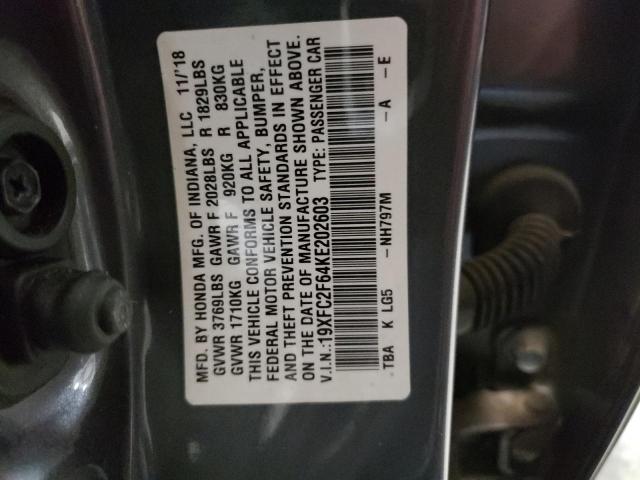 MFD. BY HONDA MFG. OF INDIANA, LLC 11/'18
GVWR 3769LBS GAWR F 2028LBS R 1829LBS
GVWR 1710KG GAWR F 920KG R 830KG
THIS VEHICLE CONFORMS TO ALL APPLICABLE
FEDERAL MOTOR VEHICLE SAFETY, BUMPER,
AND THEFT PREVENTION STANDARDS IN EFFECT
ON THE DATE OF MANUFACTURE SHOWN ABOVE.
V.I.N.:19XFC2F64KE202603 TYPE: PASSENGER CAR
TBA K LG5 -NH797M -A -E